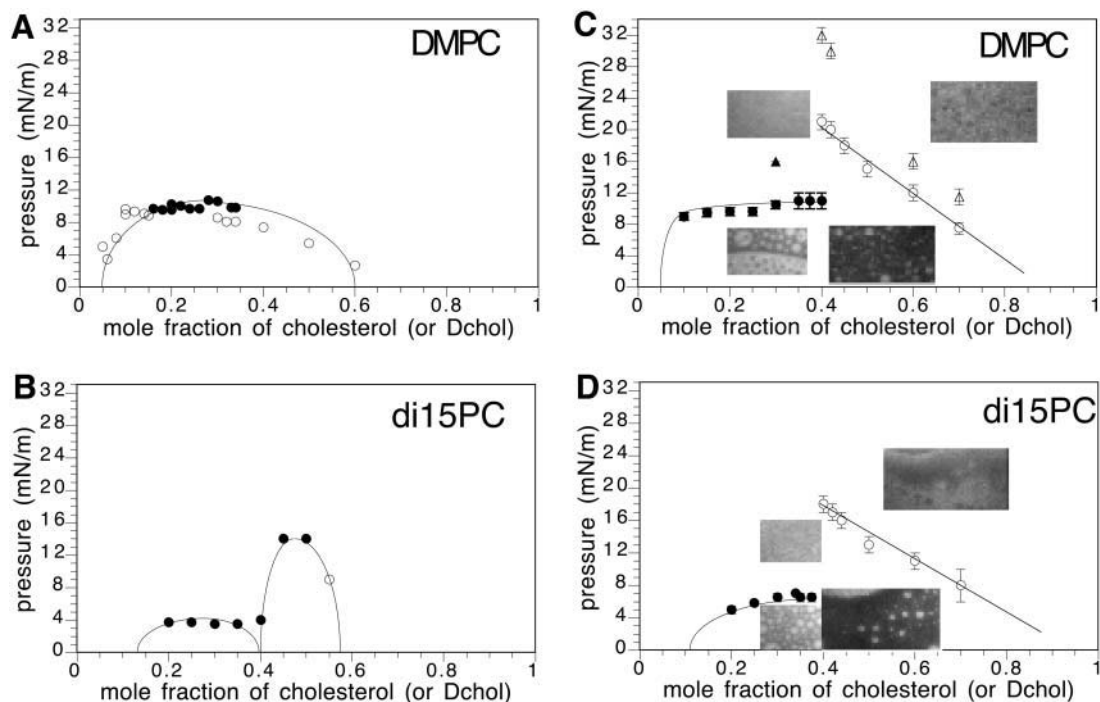 A
DMPC
pressure (mN/m)
32
28
24
20
16
12
8
4
0
0 0.2 0.4 0.6 0.8 1
mole fraction of cholesterol (or Dchol)
C
DMPC
pressure (mN/m)
32
28
24
20
16
12
8
4
0
0 0.2 0.4 0.6 0.8 1
mole fraction of cholesterol (or Dchol)
B
di15PC
pressure (mN/m)
32
28
24
20
16
12
8
4
0
0 0.2 0.4 0.6 0.8 1
mole fraction of cholesterol (or Dchol)
D
di15PC
pressure (mN/m)
32
28
24
20
16
12
8
4
0
0 0.2 0.4 0.6 0.8 1
mole fraction of cholesterol (or Dchol)